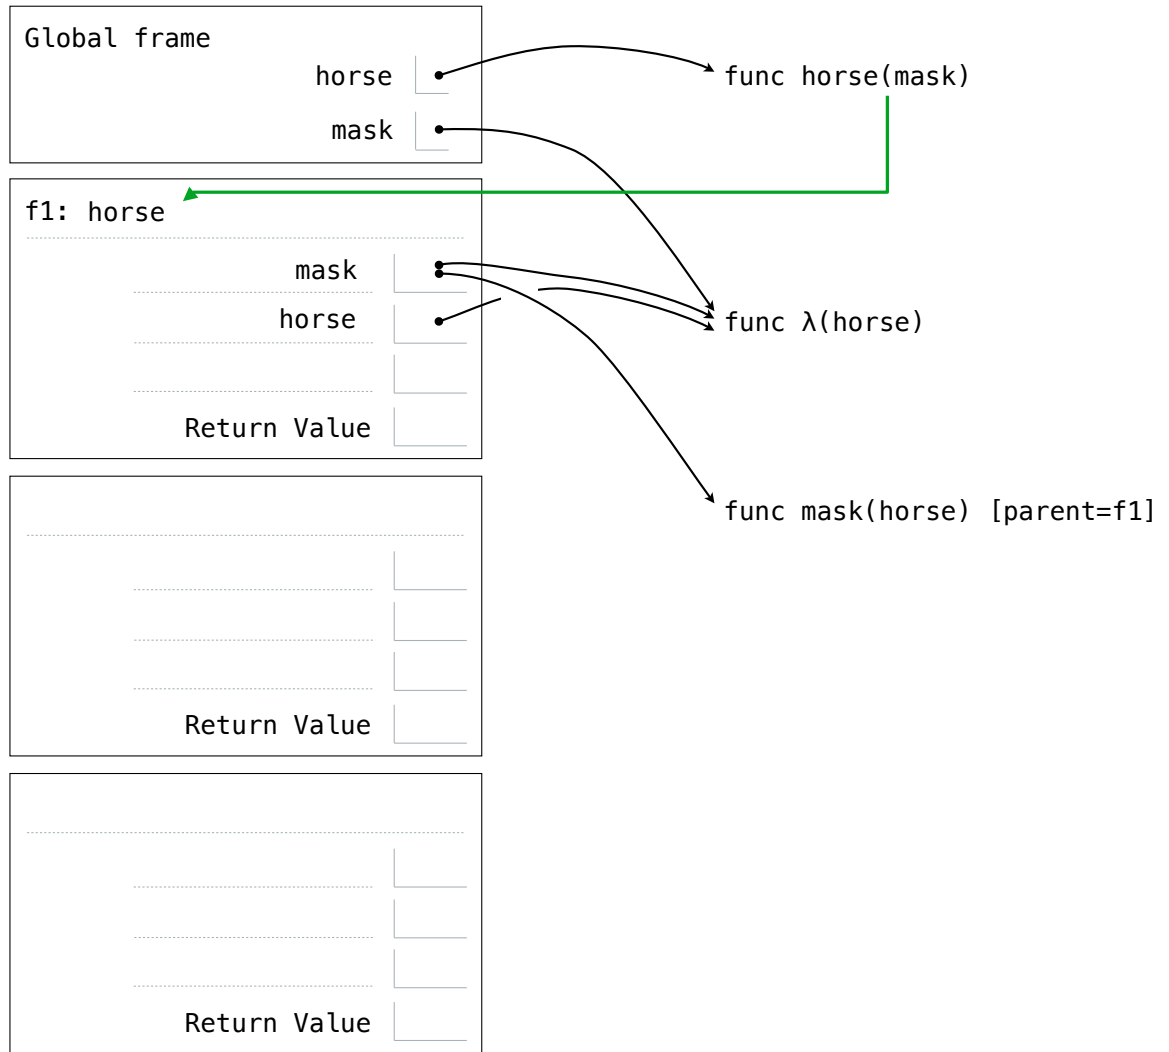 Global frame
horse
func horse(mask)
mask
f1: horse
mask
horse
func λ(horse)
Return Value
func mask(horse) [parent=f1]
Return Value
Return Value